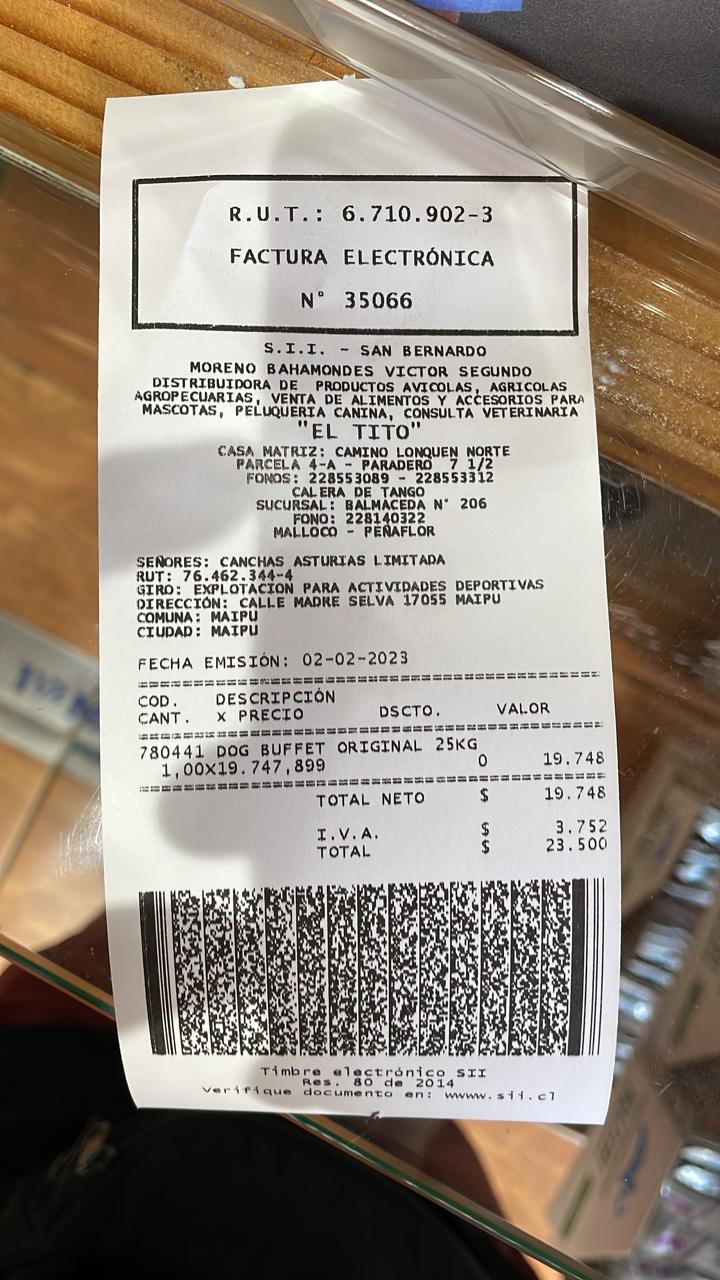 R.U.T.: 6.710.902-3
FACTURA ELECTRÓNICA
N° 35066
S.I.I. - SAN BERNARDO
MORENO BAHAMONDES VICTOR SEGUNDO
DISTRIBUIDORA DE PRODUCTOS AVICOLAS, AGRICOLAS
AGROPECUARIAS, VENTA DE ALIMENTOS Y ACCESORIOS PARA
MASCOTAS, PELUQUERIA CANINA, CONSULTA VETERINARIA
"EL TITO"
CASA MATRIZ: CAMINO LONQUEN NORTE
PARCELA 4-A - PARADERO 7 1/2
FONOS: 228553089 - 228553312
CALERA DE TANGO
SUCURSAL: BALMACEDA N° 206
FONO: 228140322
MALLOCO - PEÑAFLOR
SEÑORES: CANCHAS ASTURIAS LIMITADA
RUT: 76.462.344-4
GIRO: EXPLOTACION PARA ACTIVIDADES DEPORTIVAS
DIRECCIÓN: CALLE MADRE SELVA 17055 MAIPU
COMUNA: MAIPU
CIUDAD: MAIPU
FECHA EMISIÓN: 02-02-2023
COD. DESCRIPCIÓN
CANT. X PRECIO DSCTO. VALOR
780441 DOG BUFFET ORIGINAL 25KG
1,00X19.747,899 0 19.748
TOTAL NETO $ 19.748
I.V.A. $ 3.752
TOTAL $ 23.500
Timbre electrónico SII
Res. 80 de 2014
Verifique documento en: wwww.sii.cl